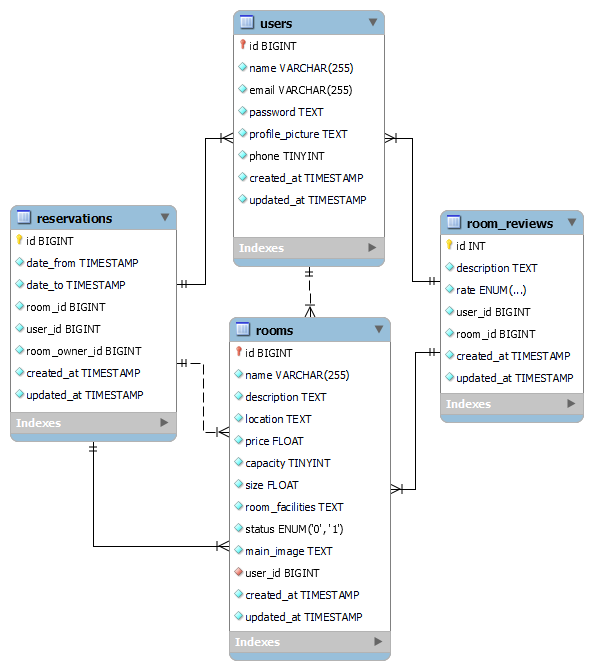 users
id BIGINT
name VARCHAR(255)
email VARCHAR(255)
password TEXT
profile_picture TEXT
phone TINYINT
created_at TIMESTAMP
updated_at TIMESTAMP
Indexes
reservations
id BIGINT
date_from TIMESTAMP
date_to TIMESTAMP
room_id BIGINT
user_id BIGINT
room_owner_id BIGINT
created_at TIMESTAMP
updated_at TIMESTAMP
Indexes
room_reviews
id INT
description TEXT
rate ENUM(...)
user_id BIGINT
room_id BIGINT
created_at TIMESTAMP
updated_at TIMESTAMP
Indexes
rooms
id BIGINT
name VARCHAR(255)
description TEXT
location TEXT
price FLOAT
capacity TINYINT
size FLOAT
room_facilities TEXT
status ENUM('0', '1')
main_image TEXT
user_id BIGINT
created_at TIMESTAMP
updated_at TIMESTAMP
Indexes